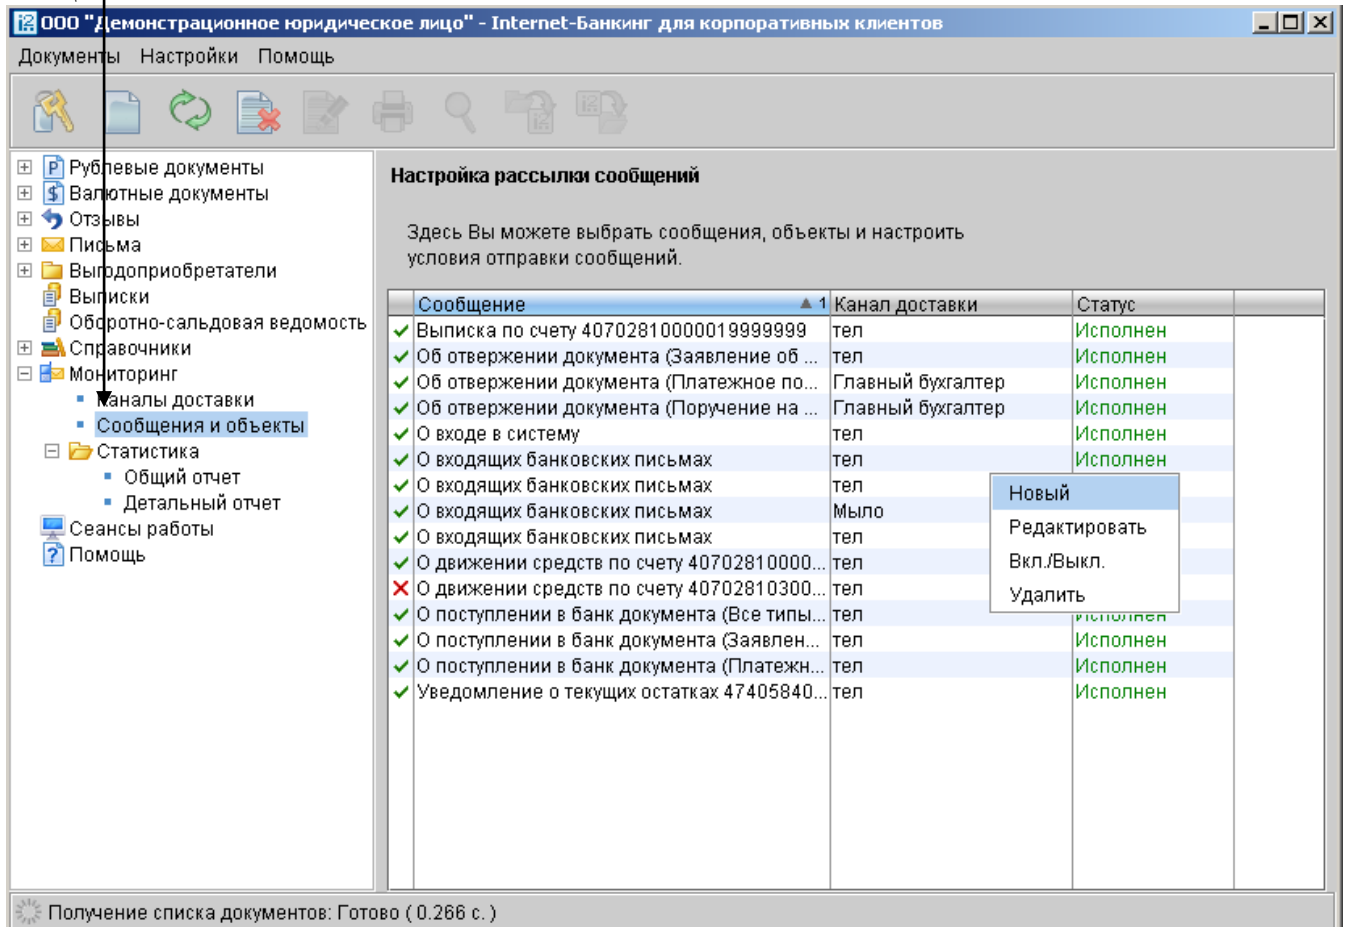 ООО "Демонстрационное юридическое лицо" - Internet-Банкинг для корпоративных клиентов
Документы Настройки Помощь
Рублевые документы
Валютные документы
Отзывы
Письма
Выгодоприобретатели
Выписки
Оборотно-сальдовая ведомость
Справочники
Мониторинг
Каналы доставки
Сообщения и объекты
Статистика
Общий отчет
Детальный отчет
Сеансы работы
Помощь
Настройка рассылки сообщений
Здесь Вы можете выбрать сообщения, объекты и настроить
условия отправки сообщений.
Сообщение 1 Канал доставки Статус
Выписка по счету 40702810000019999999 тел Исполнен
Об отвержении документа (Заявление об ... тел Исполнен
Об отвержении документа (Платежное по... Главный бухгалтер Исполнен
Об отвержении документа (Поручение на ... Главный бухгалтер Исполнен
О входе в систему тел Исполнен
О входящих банковских письмах тел Исполнен
О входящих банковских письмах тел
О входящих банковских письмах Мыло
О входящих банковских письмах тел
О движении средств по счету 40702810000... тел
О движении средств по счету 40702810300... тел
О поступлении в банк документа (Все типы... тел Исполнен
О поступлении в банк документа (Заявлен... тел Исполнен
О поступлении в банк документа (Платежн... тел Исполнен
Уведомление о текущих остатках 47405840... тел Исполнен
Новый
Редактировать
Вкл./Выкл.
Удалить
Получение списка документов: Готово ( 0.266 с. )